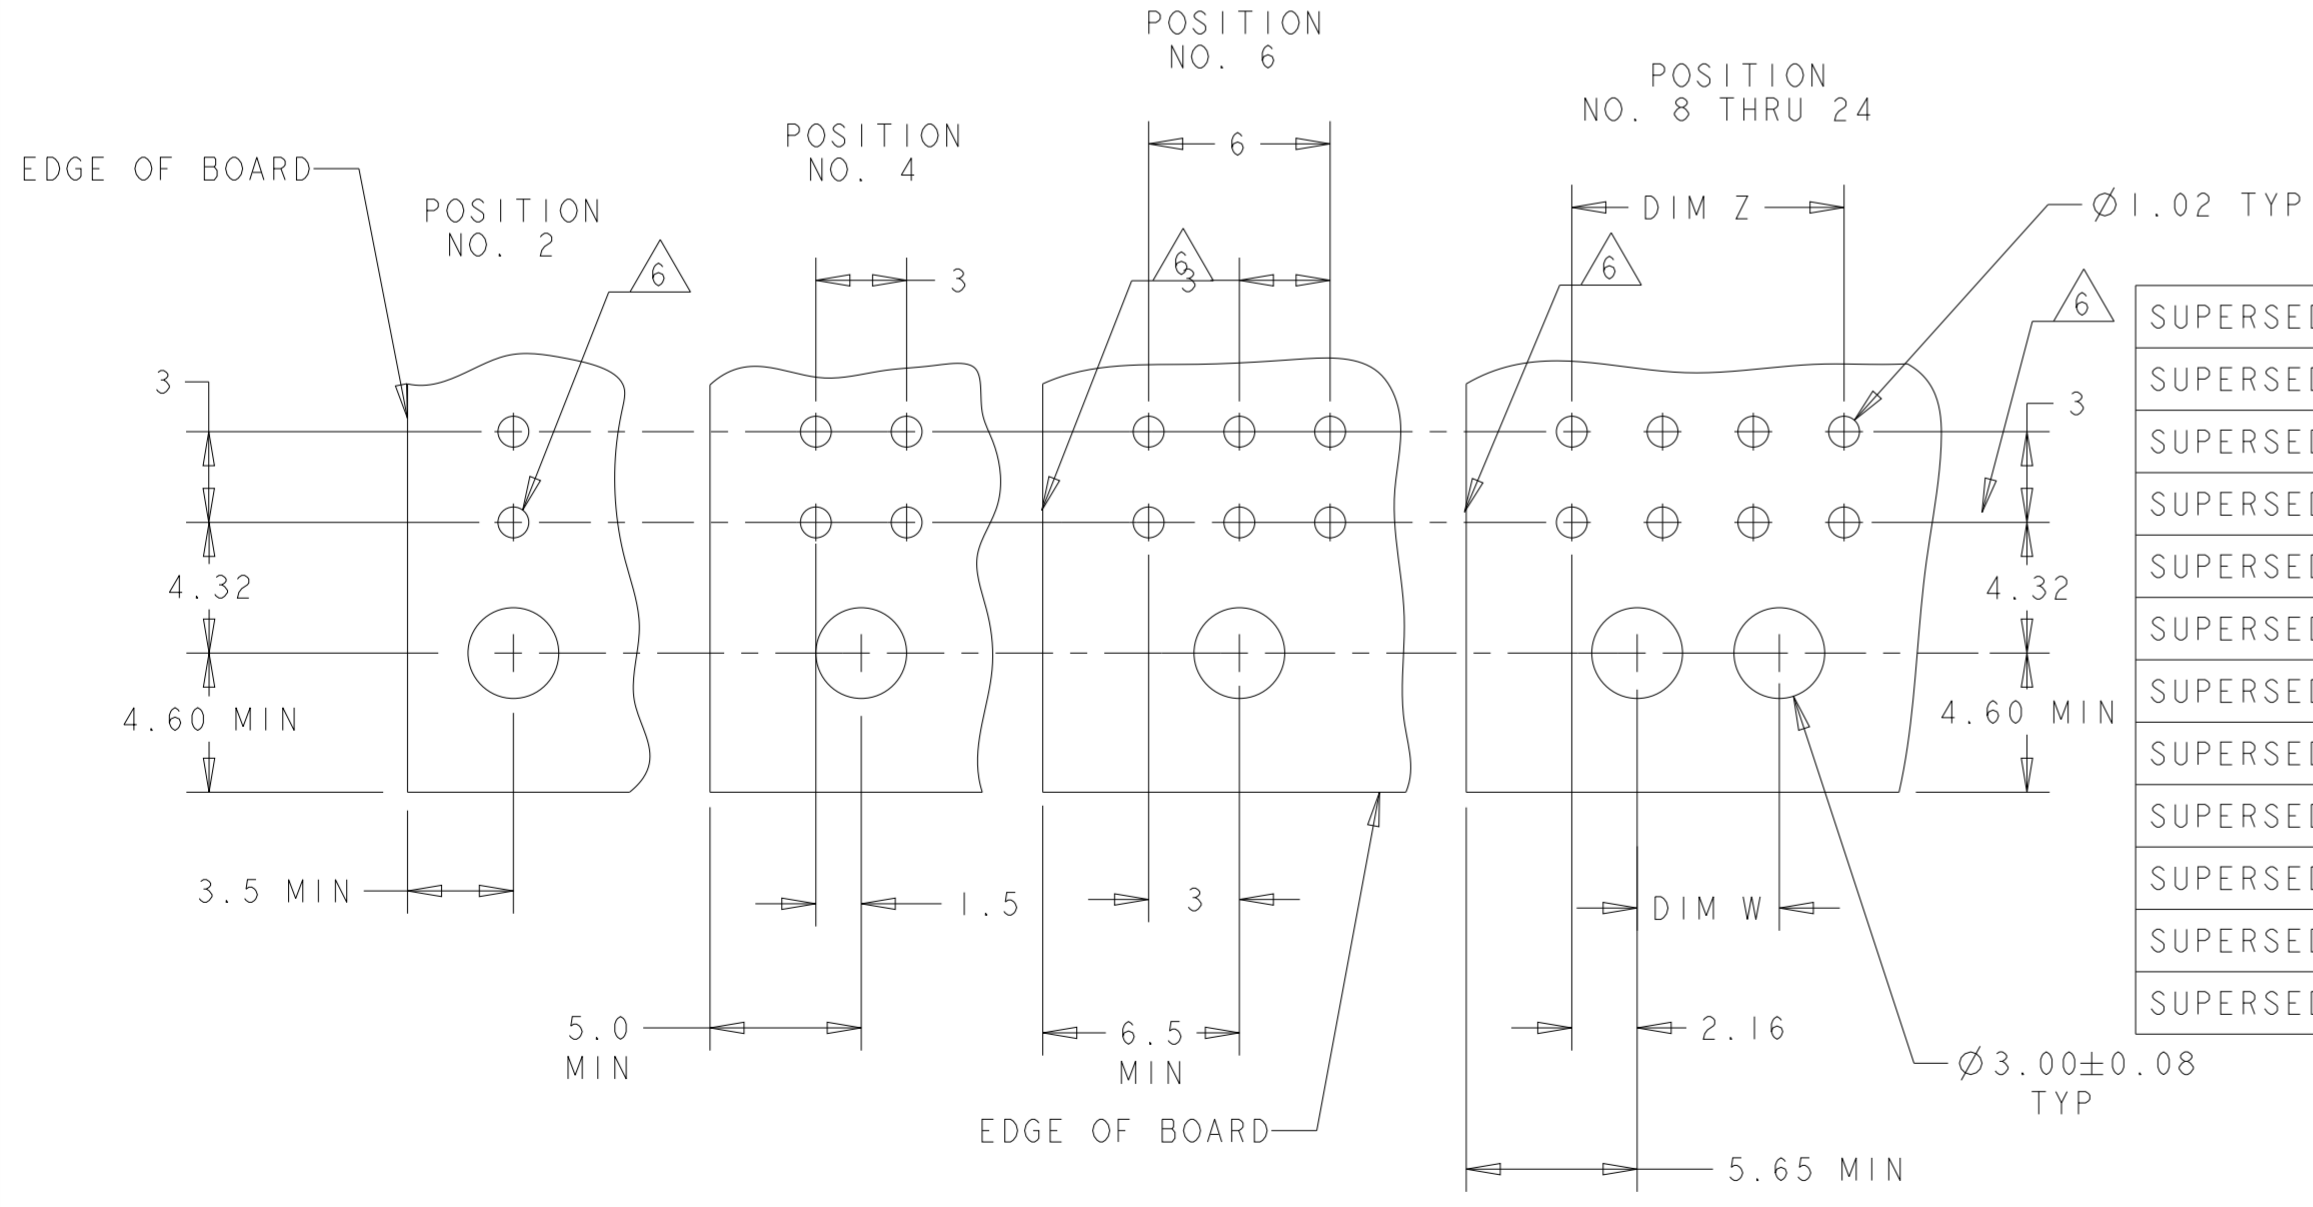 POSITION
NO. 6
POSITION
NO. 8 THRU 24
POSITION
NO. 4
EDGE OF BOARD
POSITION
NO. 2
6
DIM Z
Ø1.02 TYP
6
3
6
3
6
6
3
3
4.32
4.32
4.60 MIN
4.60 MIN
3.5 MIN
1.5
3
DIM W
5.0
MIN
6.5
MIN
2.16
Ø3.00±0.08
TYP
EDGE OF BOARD
5.65 MIN
SUPERSED
SUPERSED
SUPERSED
SUPERSED
SUPERSED
SUPERSED
SUPERSED
SUPERSED
SUPERSED
SUPERSED
SUPERSED
SUPERSED